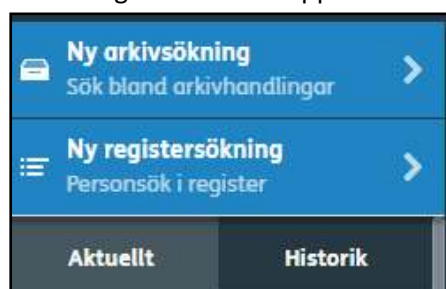 Ny arkivsökning
Sök bland arkivhandlingar
Ny registersökning
Personsök i register
Aktuellt Historik